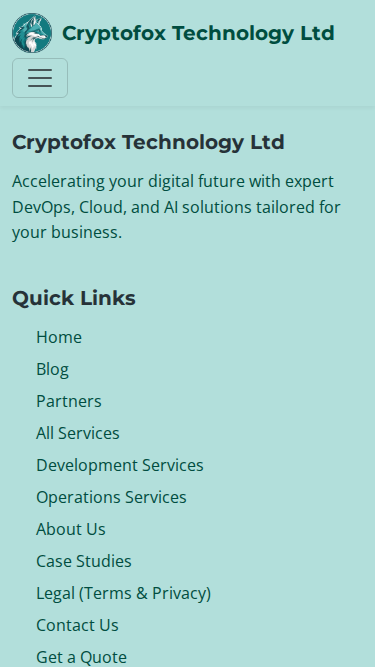 Cryptofox Technology Ltd
Cryptofox Technology Ltd
Accelerating your digital future with expert
DevOps, Cloud, and AI solutions tailored for
your business.
Quick Links
Home
Blog
Partners
All Services
Development Services
Operations Services
About Us
Case Studies
Legal (Terms & Privacy)
Contact Us
Get a Quote